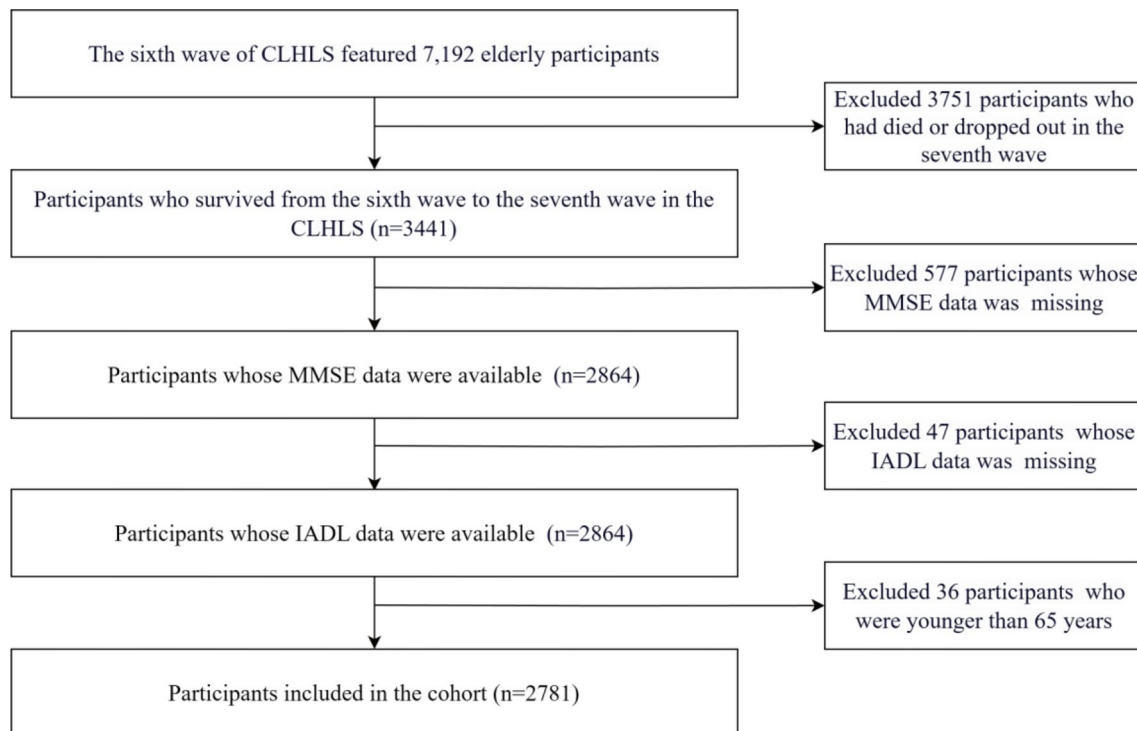 The sixth wave of CLHLS featured 7,192 elderly participants
Excluded 3751 participants who
had died or dropped out in the
seventh wave
Participants who survived from the sixth wave to the seventh wave in the
CLHLS (n=3441)
Excluded 577 participants whose
MMSE data was missing
Participants whose MMSE data were available (n=2864)
Excluded 47 participants whose
IADL data was missing
Participants whose IADL data were available (n=2864)
Excluded 36 participants who
were younger than 65 years
Participants included in the cohort (n=2781)